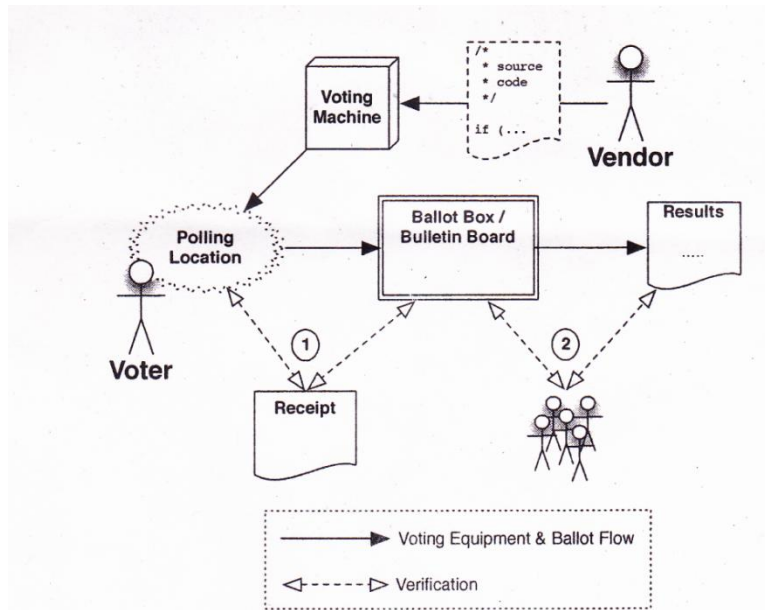 /*
* source
* code
*/
if (...
Voting
Machine
Vendor
Polling
Location
Ballot Box /
Bulletin Board
Results
.....
Voter
1
2
Receipt
Voting Equipment & Ballot Flow
Verification